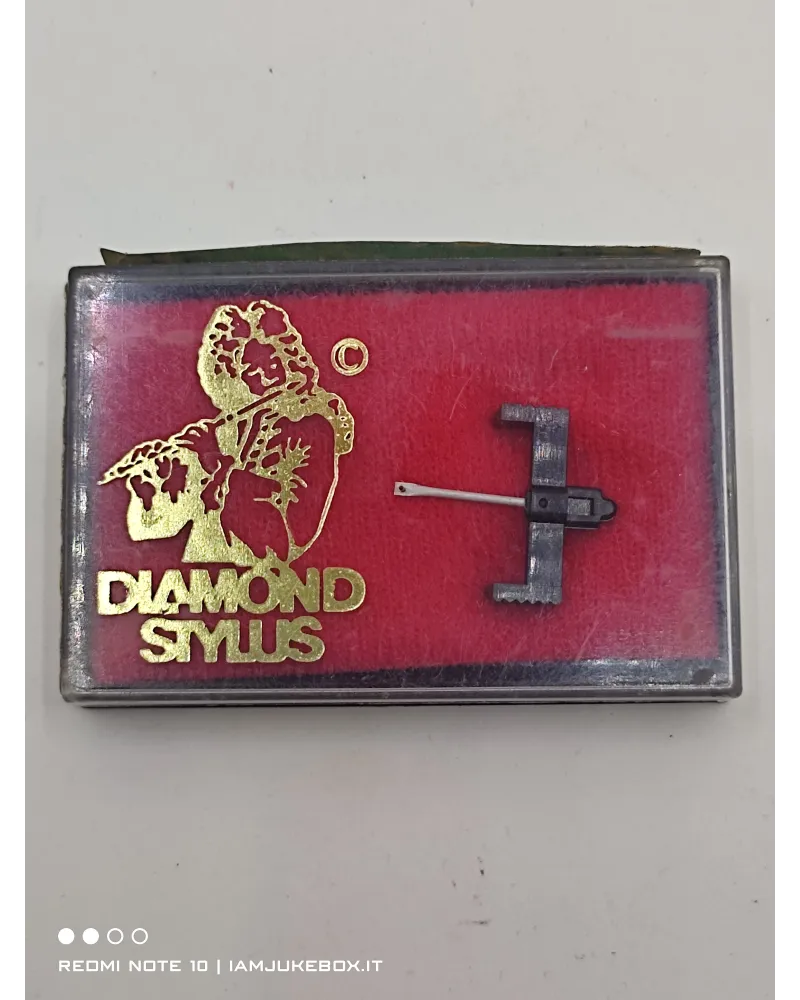 ©
DIAMOND
STYLUS
REDMI NOTE 10 | IAMJUKEBOX.IT